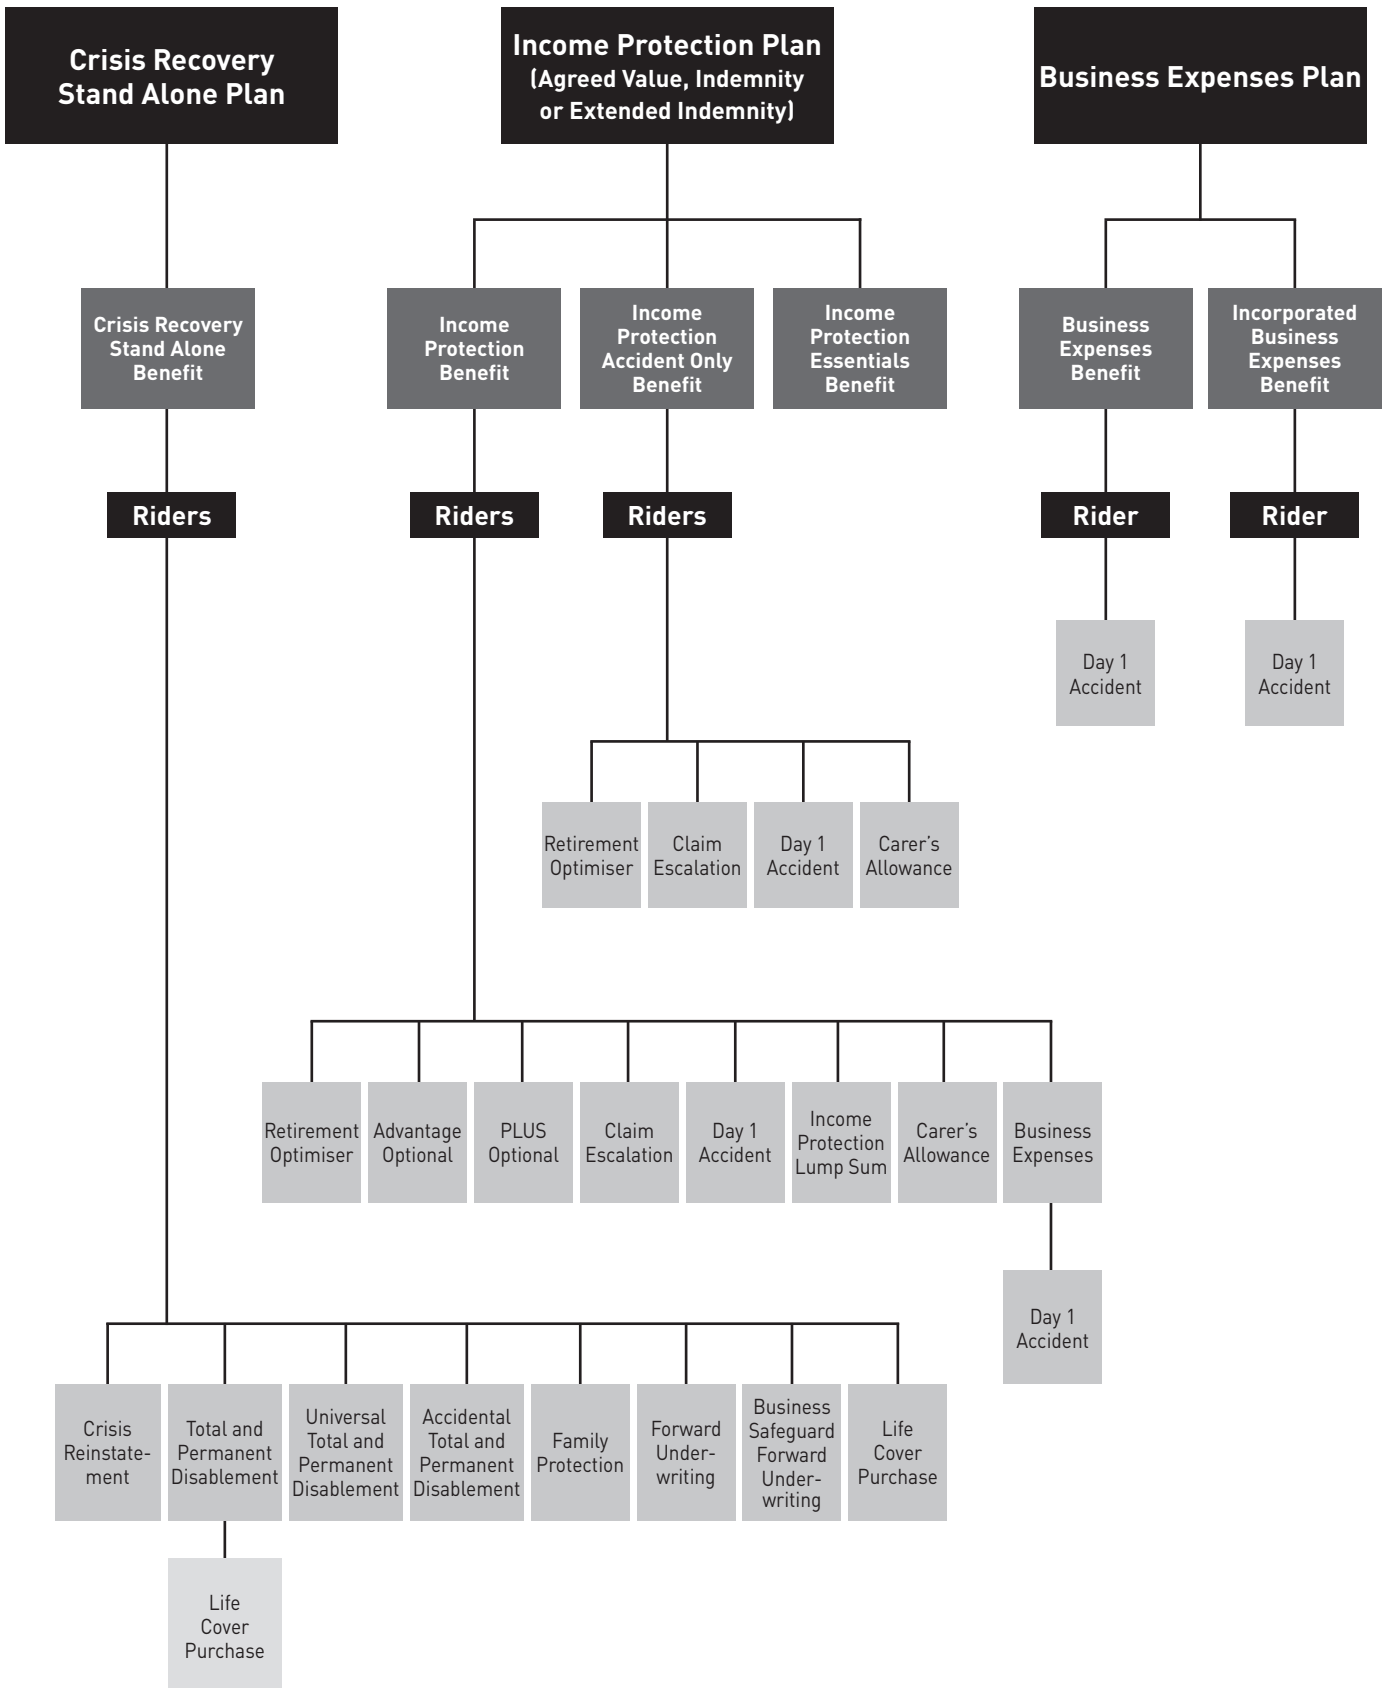 Crisis Recovery
Stand Alone Plan
Income Protection Plan
(Agreed Value, Indemnity
or Extended Indemnity)
Business Expenses Plan
Crisis Recovery
Stand Alone
Benefit
Income
Protection
Benefit
Income
Protection
Accident Only
Benefit
Income
Protection
Essentials
Benefit
Business
Expenses
Benefit
Incorporated
Business
Expenses
Benefit
Riders
Riders
Riders
Rider
Rider
Day 1
Accident
Day 1
Accident
Retirement
Optimiser
Claim
Escalation
Day 1
Accident
Carer's
Allowance
Retirement
Optimiser
Advantage
Optional
PLUS
Optional
Claim
Escalation
Day 1
Accident
Income
Protection
Lump Sum
Carer's
Allowance
Business
Expenses
Day 1
Accident
Crisis
Reinstate-
ment
Total and
Permanent
Disablement
Universal
Total and
Permanent
Disablement
Accidental
Total and
Permanent
Disablement
Family
Protection
Forward
Under-
writing
Business
Safeguard
Forward
Under-
writing
Life
Cover
Purchase
Life
Cover
Purchase